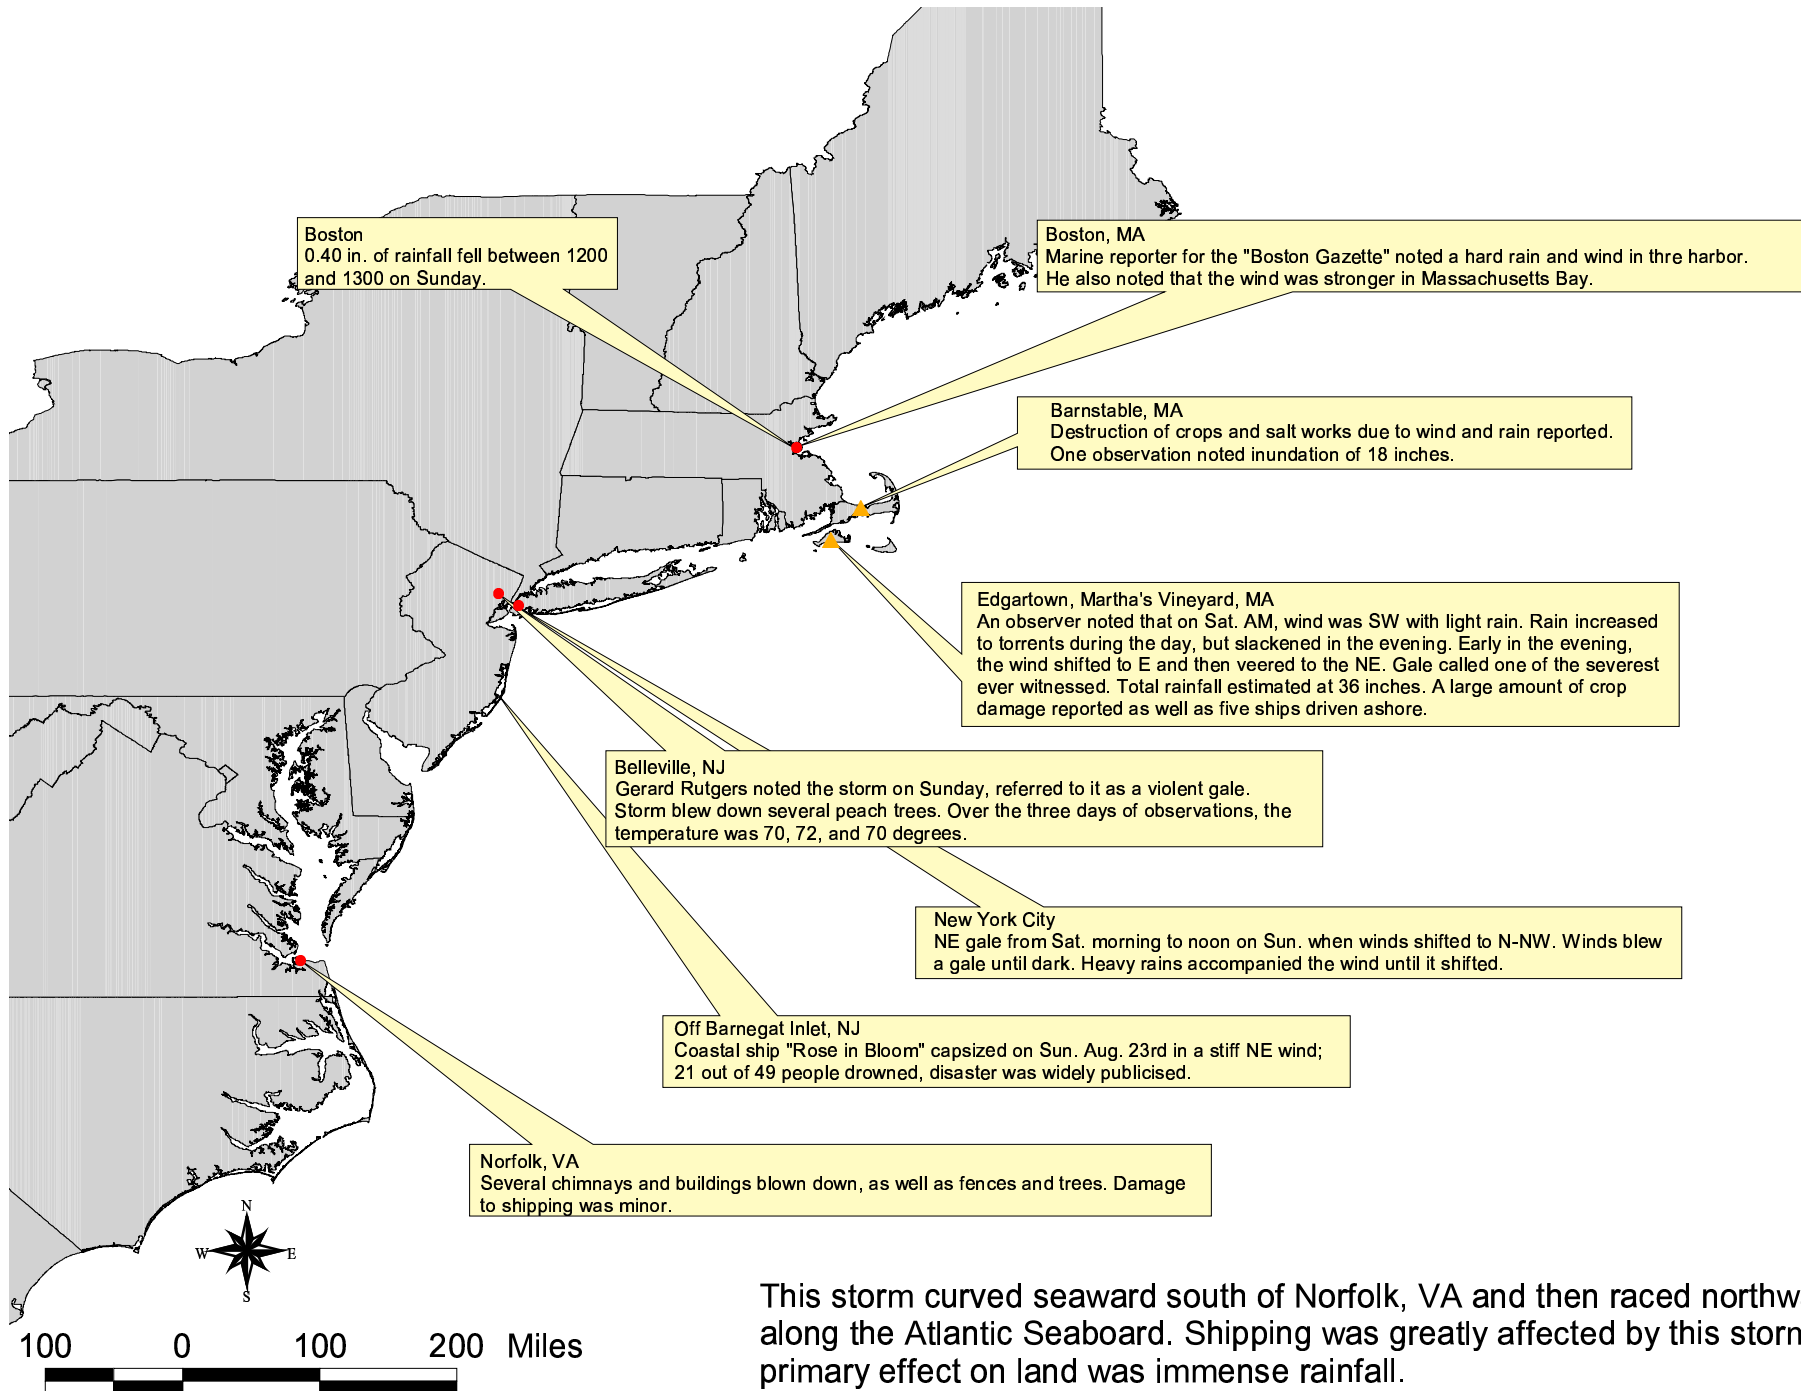 Boston
0.40 in. of rainfall fell between 1200
and 1300 on Sunday.
Boston, MA
Marine reporter for the "Boston Gazette" noted a hard rain and wind in thre harbor.
He also noted that the wind was stronger in Massachusetts Bay.
Barnstable, MA
Destruction of crops and salt works due to wind and rain reported.
One observation noted inundation of 18 inches.
Edgartown, Martha's Vineyard, MA
An observer noted that on Sat. AM, wind was SW with light rain. Rain increased
to torrents during the day, but slackened in the evening. Early in the evening,
the wind shifted to E and then veered to the NE. Gale called one of the severest
ever witnessed. Total rainfall estimated at 36 inches. A large amount of crop
damage reported as well as five ships driven ashore.
Belleville, NJ
Gerard Rutgers noted the storm on Sunday, referred to it as a violent gale.
Storm blew down several peach trees. Over the three days of observations, the
temperature was 70, 72, and 70 degrees.
New York City
NE gale from Sat. morning to noon on Sun. when winds shifted to N-NW. Winds blew
a gale until dark. Heavy rains accompanied the wind until it shifted.
Off Barnegat Inlet, NJ
Coastal ship "Rose in Bloom" capsized on Sun. Aug. 23rd in a stiff NE wind;
21 out of 49 people drowned, disaster was widely publicised.
Norfolk, VA
Several chimnays and buildings blown down, as well as fences and trees. Damage
to shipping was minor.
N
W E
S
This storm curved seaward south of Norfolk, VA and then raced northw
along the Atlantic Seaboard. Shipping was greatly affected by this storm
primary effect on land was immense rainfall.
100 0 100 200 Miles